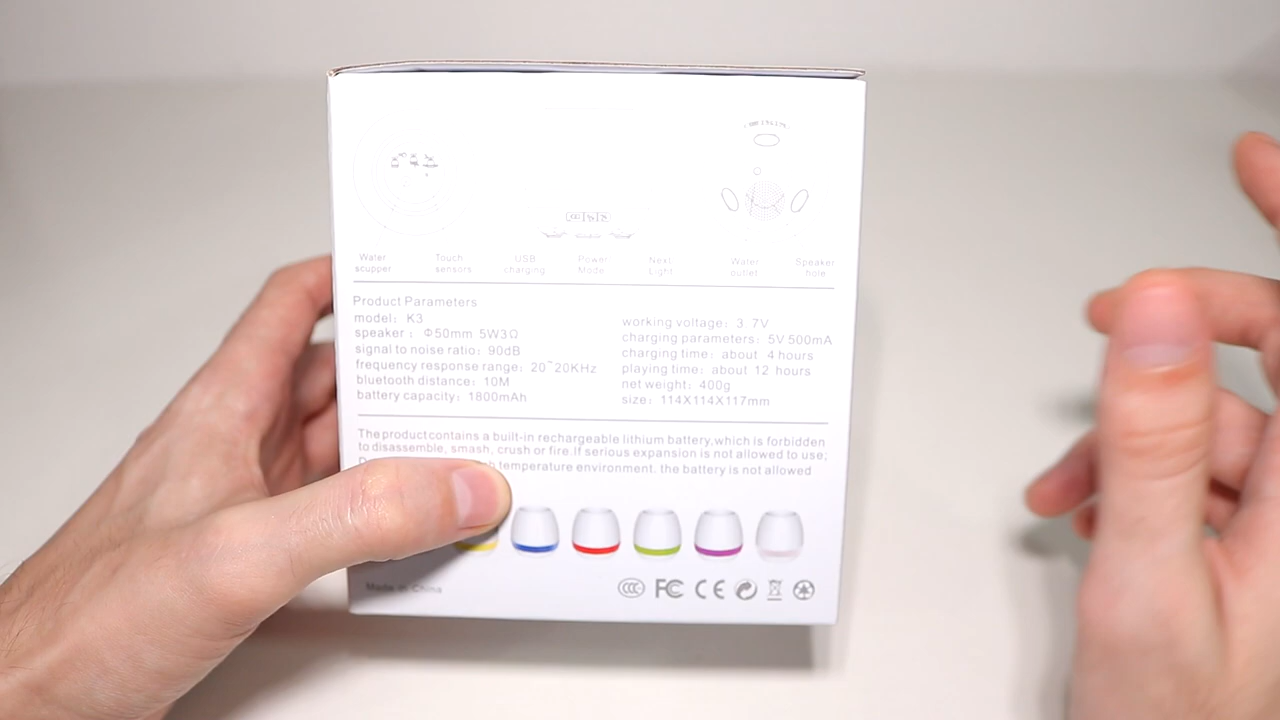 Water scupper
Touch sensors
USB charging
Power Mode
Next Light
Water outlet
Speaker hole
Product Parameters
model: K3
speaker : Φ50mm 5W3Ω
signal to noise ratio: 90dB
frequency response range: 20~20KHz
bluetooth distance: 10M
battery capacity: 1800mAh
working voltage: 3. 7V
charging parameters: 5V 500mA
charging time: about 4 hours
playing time: about 12 hours
net weight: 400g
size: 114X114X117mm
The product contains a built-in rechargeable lithium battery,which is forbidden
to disassemble, smash, crush or fire.If serious expansion is not allowed to use;
temperature environment. the battery is not allowed
Made in China
CCC FC CE